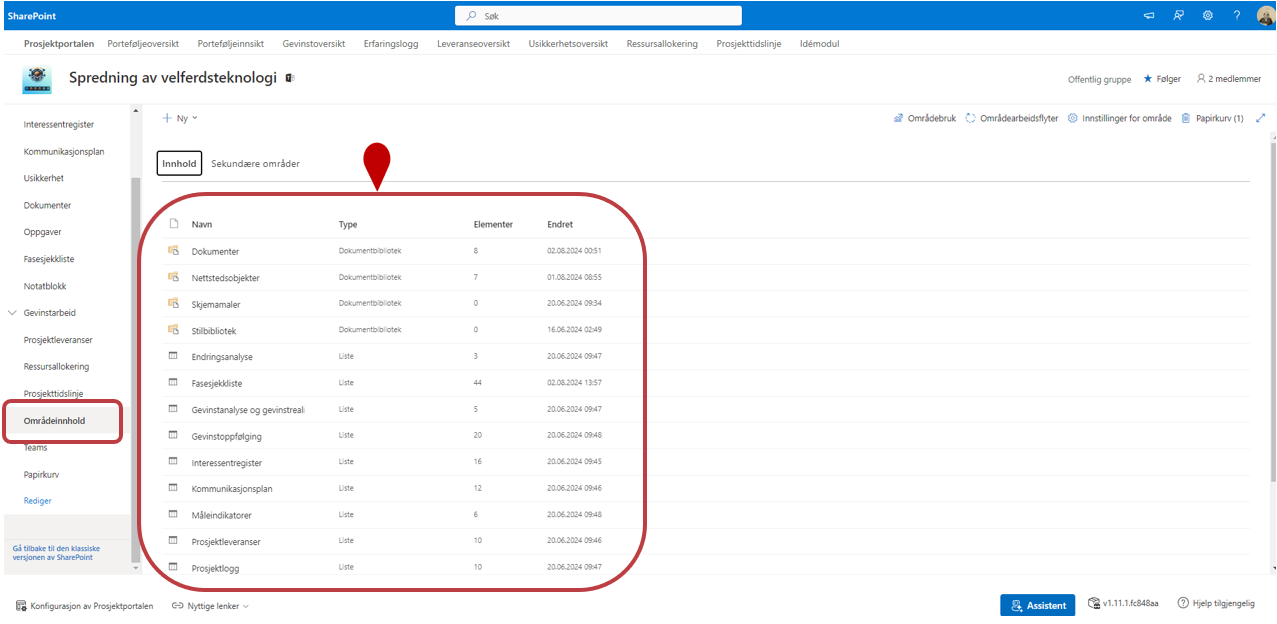 SharePoint
Søk
Prosjektportalen Porteføljeoversikt Porteføljeinnsikt Gevinstoversikt Erfaringslogg Leveranseoversikt Usikkerhetsoversikt Ressursallokering Prosjekttidslinje Idémodul
Spredning av velferdsteknologi
Offentlig gruppe Følger 2 medlemmer
Interessentregister
Kommunikasjonsplan
Usikkerhet
Dokumenter
Oppgaver
Fasesjekkliste
Notatblokk
Gevinstarbeid
Prosjektleveranser
Ressursallokering
Prosjekttidslinje
Områdeinnhold
Teams
Papirkurv
Rediger
Gå tilbake til den klassiske
versjonen av SharePoint
Ny
Områdebruk Områdearbeidsflyter Innstillinger for område Papirkurv (1)
Innhold Sekundære områder
Navn Type Elementer Endret
Dokumenter Dokumentbibliotek 8 02.08.2024 00:51
Nettstedsobjekter Dokumentbibliotek 7 01.08.2024 08:55
Skjemamaler Dokumentbibliotek 0 20.06.2024 09:34
Stilbibliotek Dokumentbibliotek 0 16.06.2024 02:49
Endringsanalyse Liste 3 20.06.2024 09:47
Fasesjekkliste Liste 44 02.08.2024 13:57
Gevinstanalyse og gevinstreali Liste 5 20.06.2024 09:47
Gevinstoppfølging Liste 20 20.06.2024 09:48
Interessentregister Liste 16 20.06.2024 09:45
Kommunikasjonsplan Liste 12 20.06.2024 09:46
Måleindikatorer Liste 6 20.06.2024 09:48
Prosjektleveranser Liste 10 20.06.2024 09:46
Prosjektlogg Liste 10 20.06.2024 09:47
Konfigurasjon av Prosjektportalen Nyttige lenker
Assistent v1.11.1.fc848aa Hjelp tilgjengelig